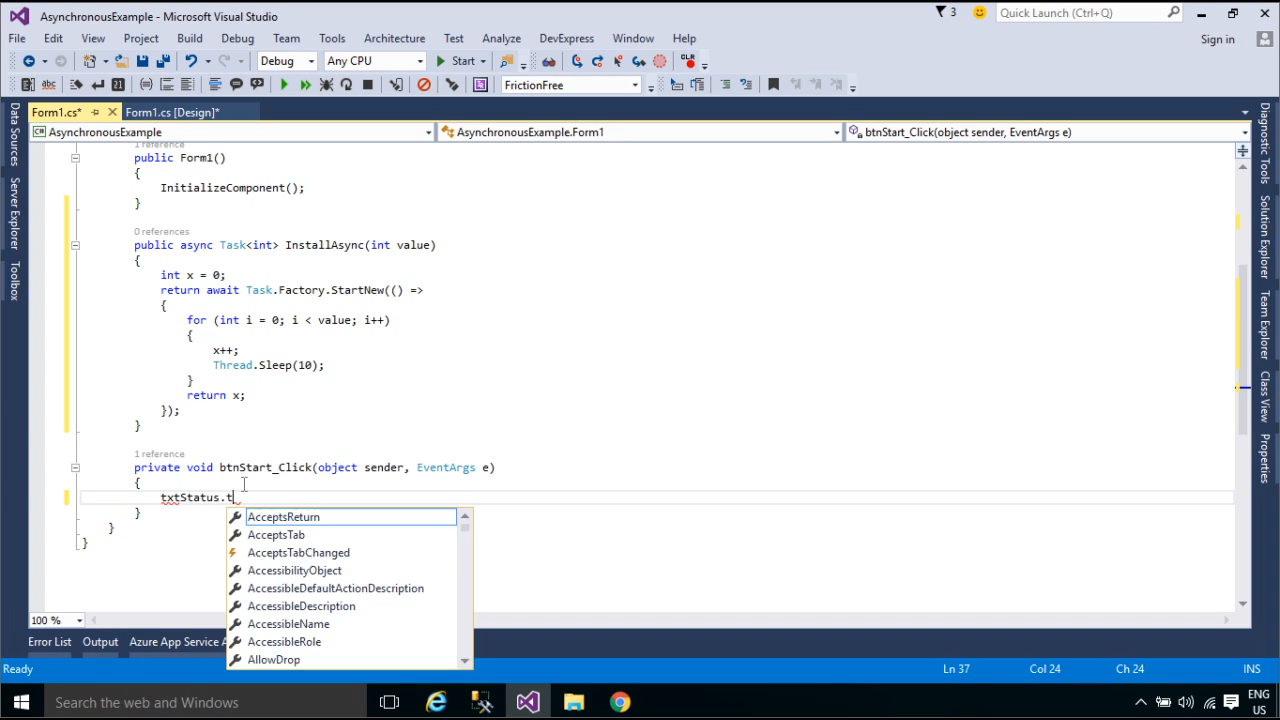 AsynchronousExample - Microsoft Visual Studio
3
Quick Launch (Ctrl+Q)
File Edit View Project Build Debug Team Tools Architecture Test Analyze DevExpress Window Help
Sign in
Debug Any CPU Start
FrictionFree
Form1.cs* Form1.cs [Design]*
AsynchronousExample AsynchronousExample.Form1 btnStart_Click(object sender, EventArgs e)
Data Sources
Server Explorer
Toolbox
1 reference
public Form1()
{
InitializeComponent();
}
0 references
public async Task<int> InstallAsync(int value)
{
int x = 0;
return await Task.Factory.StartNew(() =>
{
for (int i = 0; i < value; i++)
{
x++;
Thread.Sleep(10);
}
return x;
});
}
1 reference
private void btnStart_Click(object sender, EventArgs e)
{
txtStatus.t
}
}
}
AcceptsReturn
AcceptsTab
AcceptsTabChanged
AccessibilityObject
AccessibleDefaultActionDescription
AccessibleDescription
AccessibleName
AccessibleRole
AllowDrop
Diagnostic Tools
Solution Explorer
Team Explorer
Class View
Properties
100 %
Error List Output Azure App Service A
Ready Ln 37 Col 24 Ch 24 INS
Search the web and Windows
ENG
US